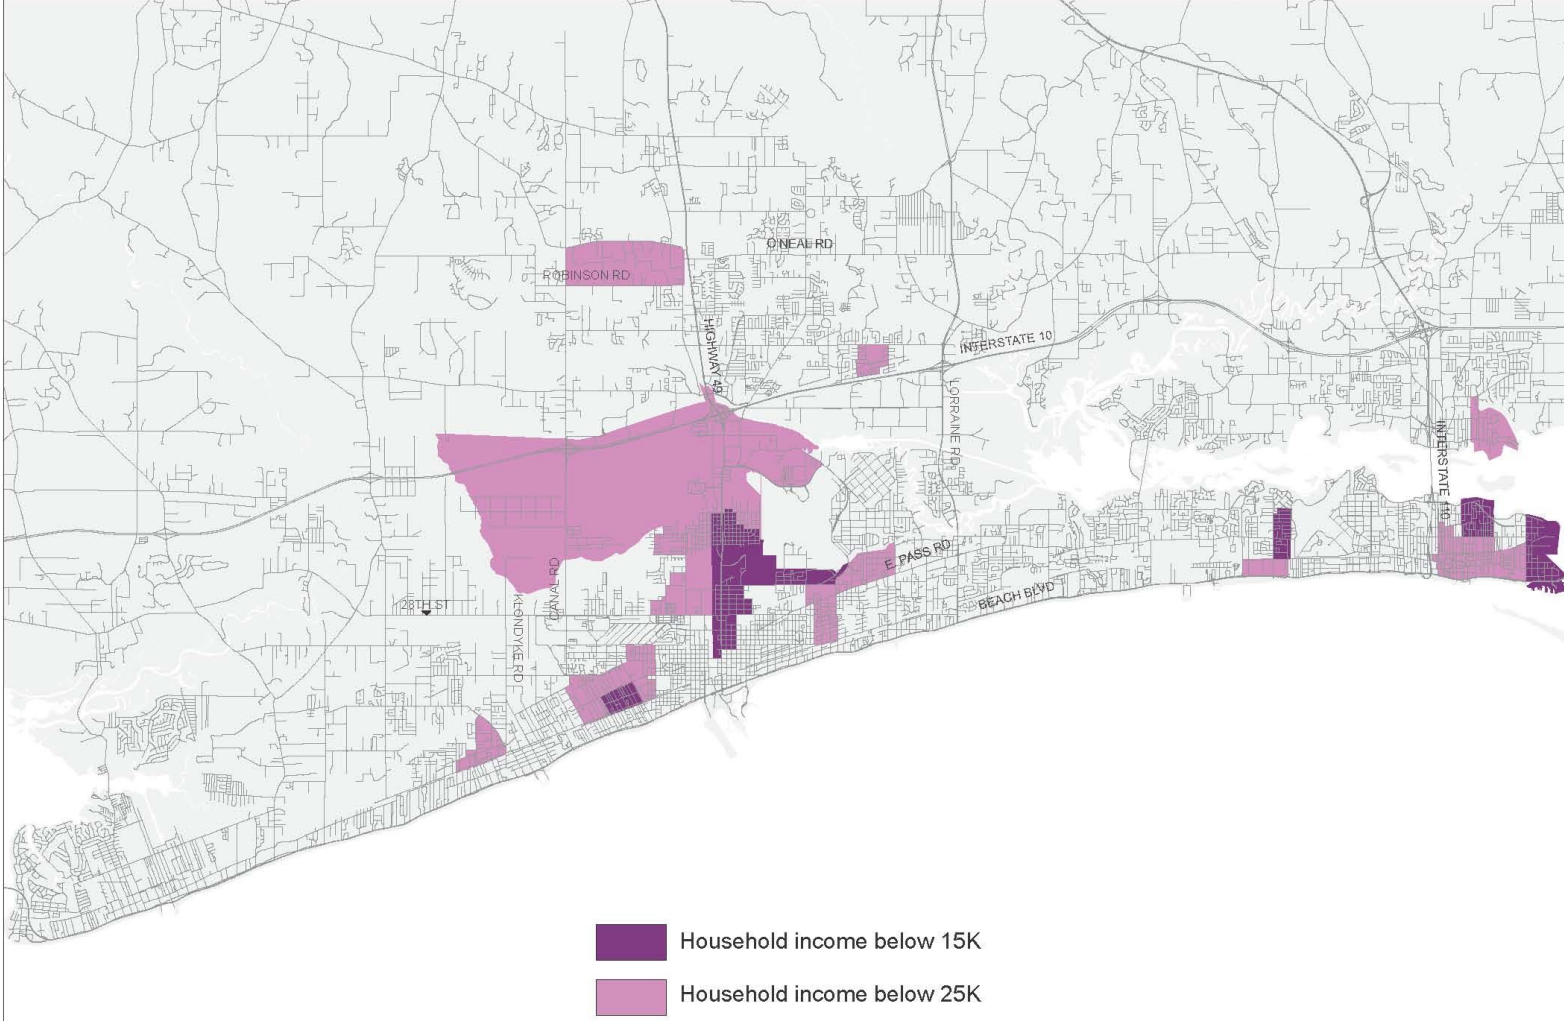 O'NEAL RD
ROBINSON RD
HIGHWAY 49
INTERSTATE 10
LORRAINE RD
INTERSTATE 110
E. PASS RD
CANAL RD
BEACH BLVD
28TH ST
KLONDYKE RD
Household income below 15K
Household income below 25K